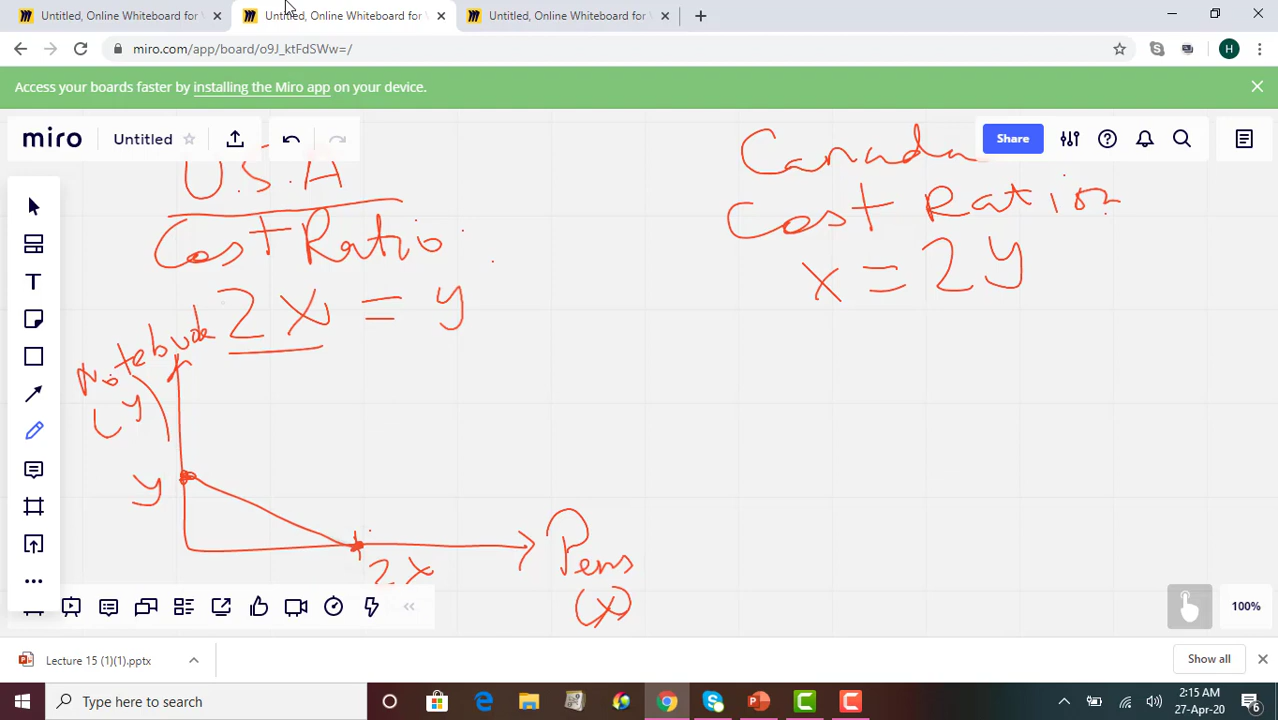 Untitled, Online Whiteboard for V
Untitled, Online Whiteboard for V
Untitled, Online Whiteboard for V
miro.com/app/board/o9J_ktFdSWw=/
H
Access your boards faster by installing the Miro app on your device.
miro
Untitled
Share
U.S.A
Cost Ratio :
2x = y
Canada
Cost Ration
x = 2y
(y
y
2x
Pens
(x)
100%
Lecture 15 (1)(1).pptx
Show all
Type here to search
2:15 AM
27-Apr-20
6